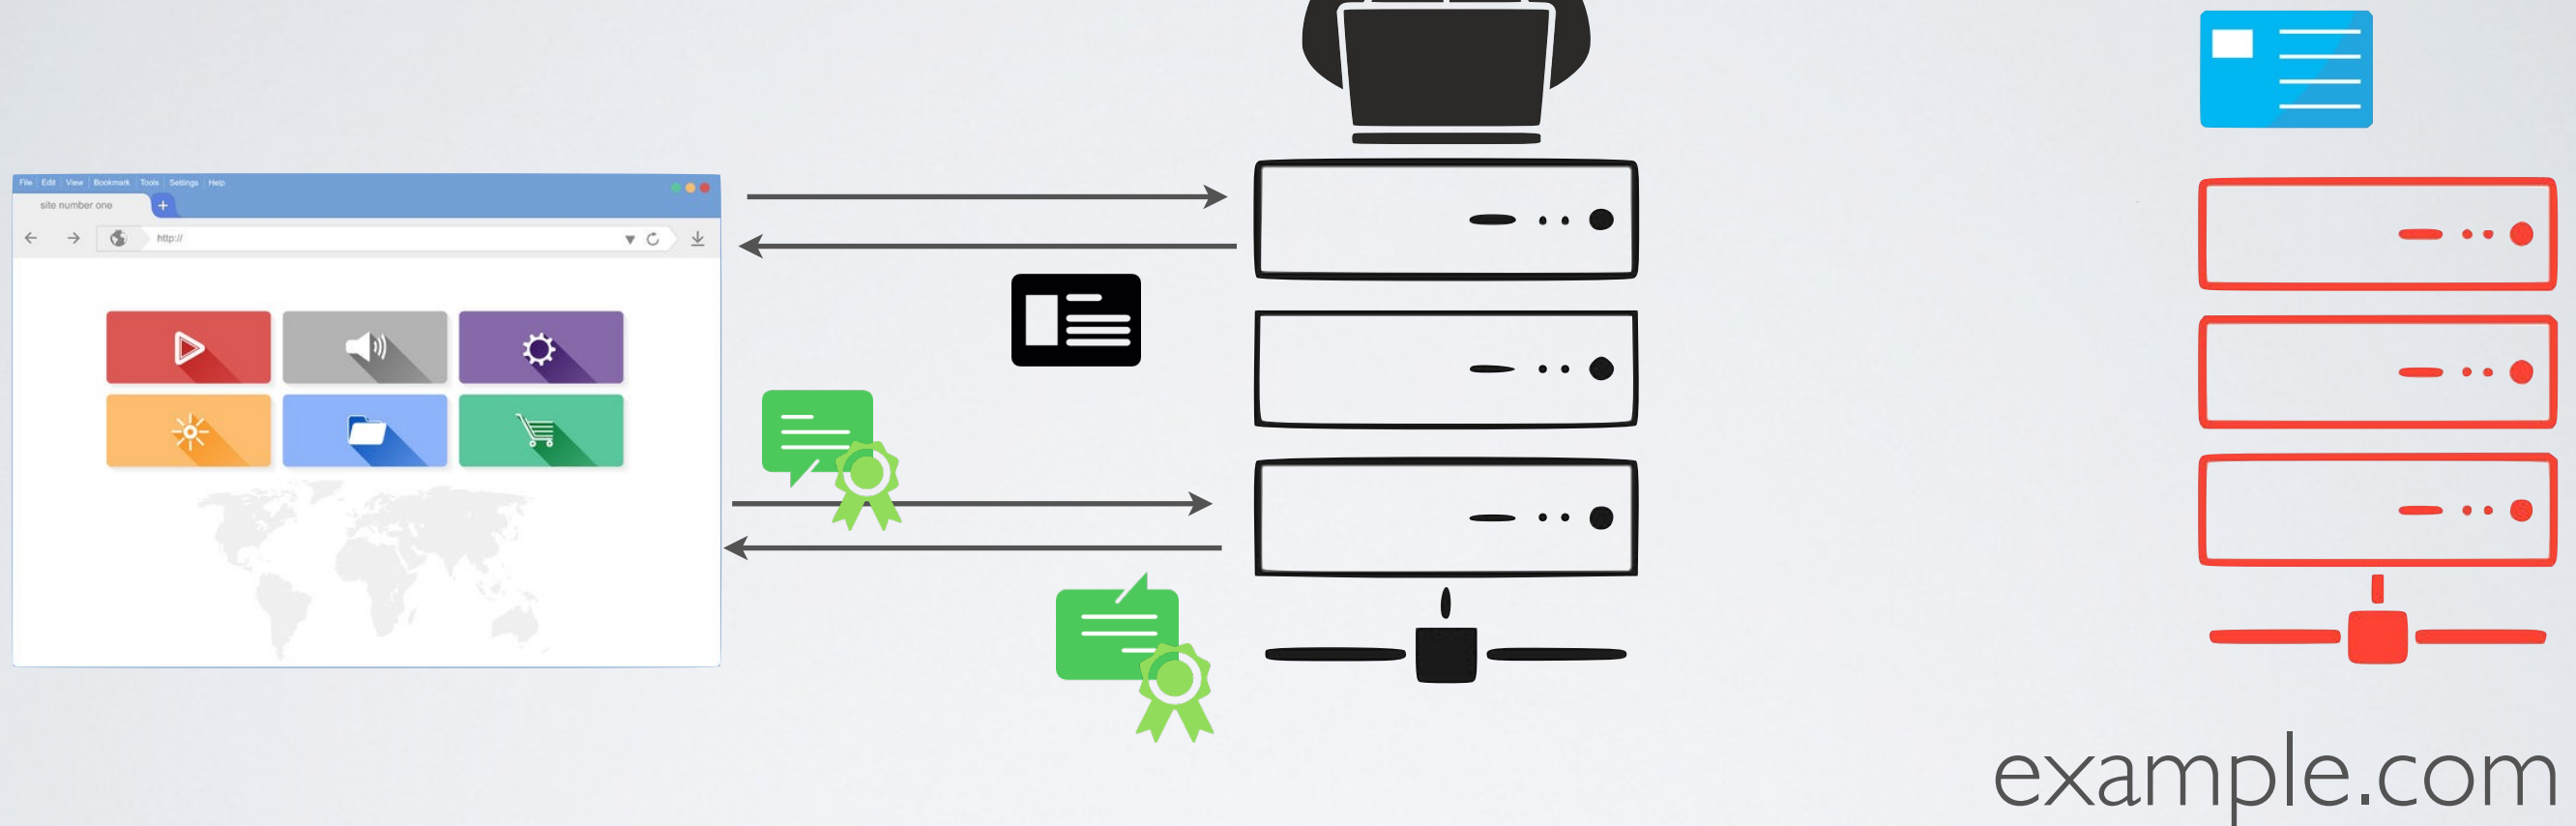 File Edit View Bookmark Tools Settings Help
site number one
http://
example.com